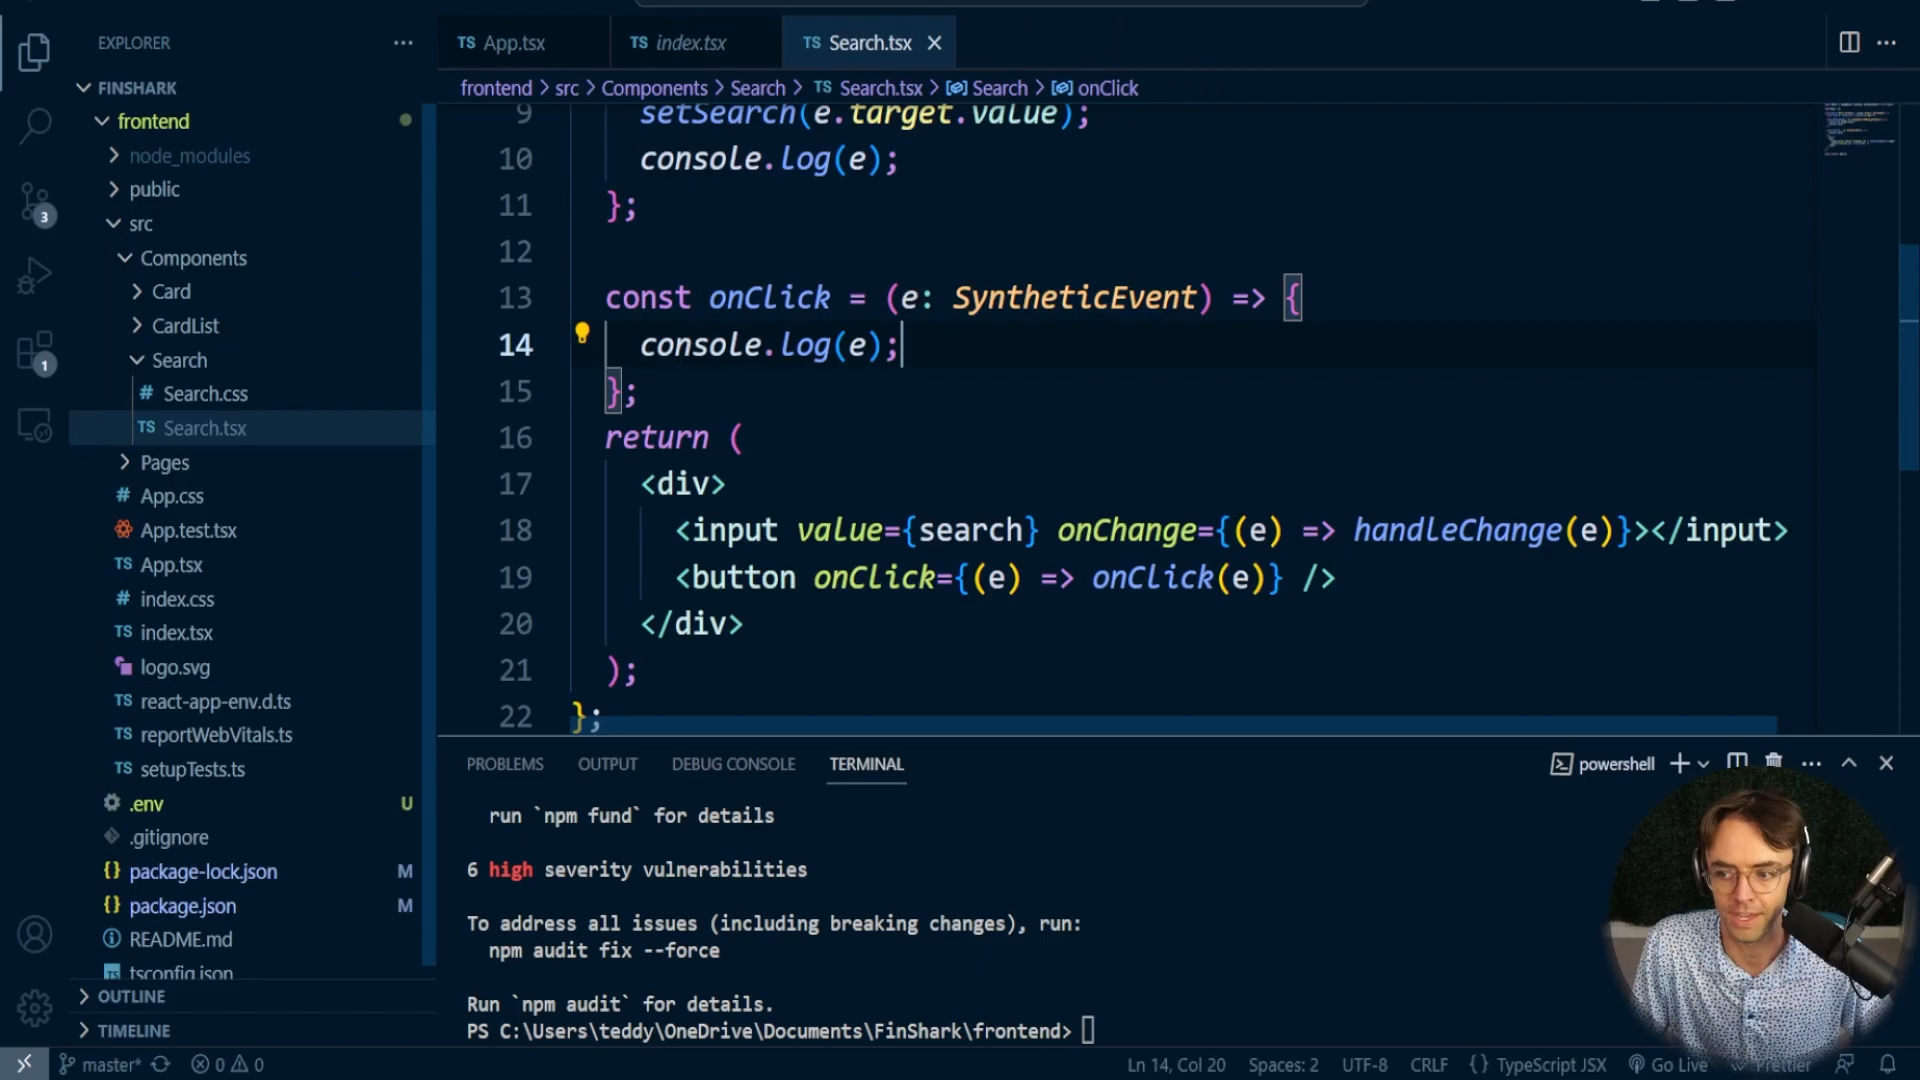 EXPLORER
FINSHARK
frontend
node_modules
public
src
Components
Card
CardList
Search
# Search.css
TS Search.tsx
Pages
# App.css
App.test.tsx
TS App.tsx
# index.css
TS index.tsx
logo.svg
TS react-app-env.d.ts
TS reportWebVitals.ts
TS setupTests.ts
.env U
.gitignore
{} package-lock.json M
{} package.json M
README.md
TS tsconfig.json
OUTLINE
TIMELINE
3
1
TS App.tsx TS index.tsx TS Search.tsx
frontend > src > Components > Search > TS Search.tsx > Search > onClick
9 setSearch(e.target.value);
10 console.log(e);
11 };
12
13 const onClick = (e: SyntheticEvent) => {
14 console.log(e);
15 };
16 return (
17 <div>
18 <input value={search} onChange={(e) => handleChange(e)}></input>
19 <button onClick={(e) => onClick(e)} />
20 </div>
21 );
22 };
PROBLEMS OUTPUT DEBUG CONSOLE TERMINAL powershell
run `npm fund` for details
6 high severity vulnerabilities
To address all issues (including breaking changes), run:
npm audit fix --force
Run `npm audit` for details.
PS C:\Users\teddy\OneDrive\Documents\FinShark\frontend>
master* 0 0 Ln 14, Col 20 Spaces: 2 UTF-8 CRLF {} TypeScript JSX Go Live Prettier